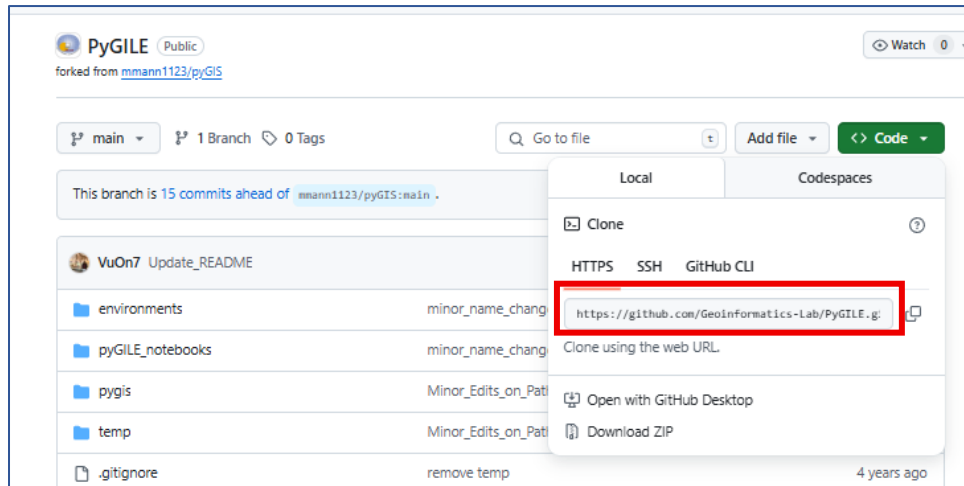 PyGILE Public Watch 0
forked from mmann1123/pyGIS
main 1 Branch 0 Tags Go to file t Add file <> Code
Local Codespaces
This branch is 15 commits ahead of mmann1123/pyGIS:main .
Clone
HTTPS SSH GitHub CLI
VuOn7 Update_README
https://github.com/Geoinformatics-Lab/PyGILE.g
environments minor_name_chang
Clone using the web URL.
pyGILE_notebooks minor_name_chang
pygis Minor_Edits_on_Pat
Open with GitHub Desktop
temp Minor_Edits_on_Pat
Download ZIP
.gitignore remove temp 4 years ago